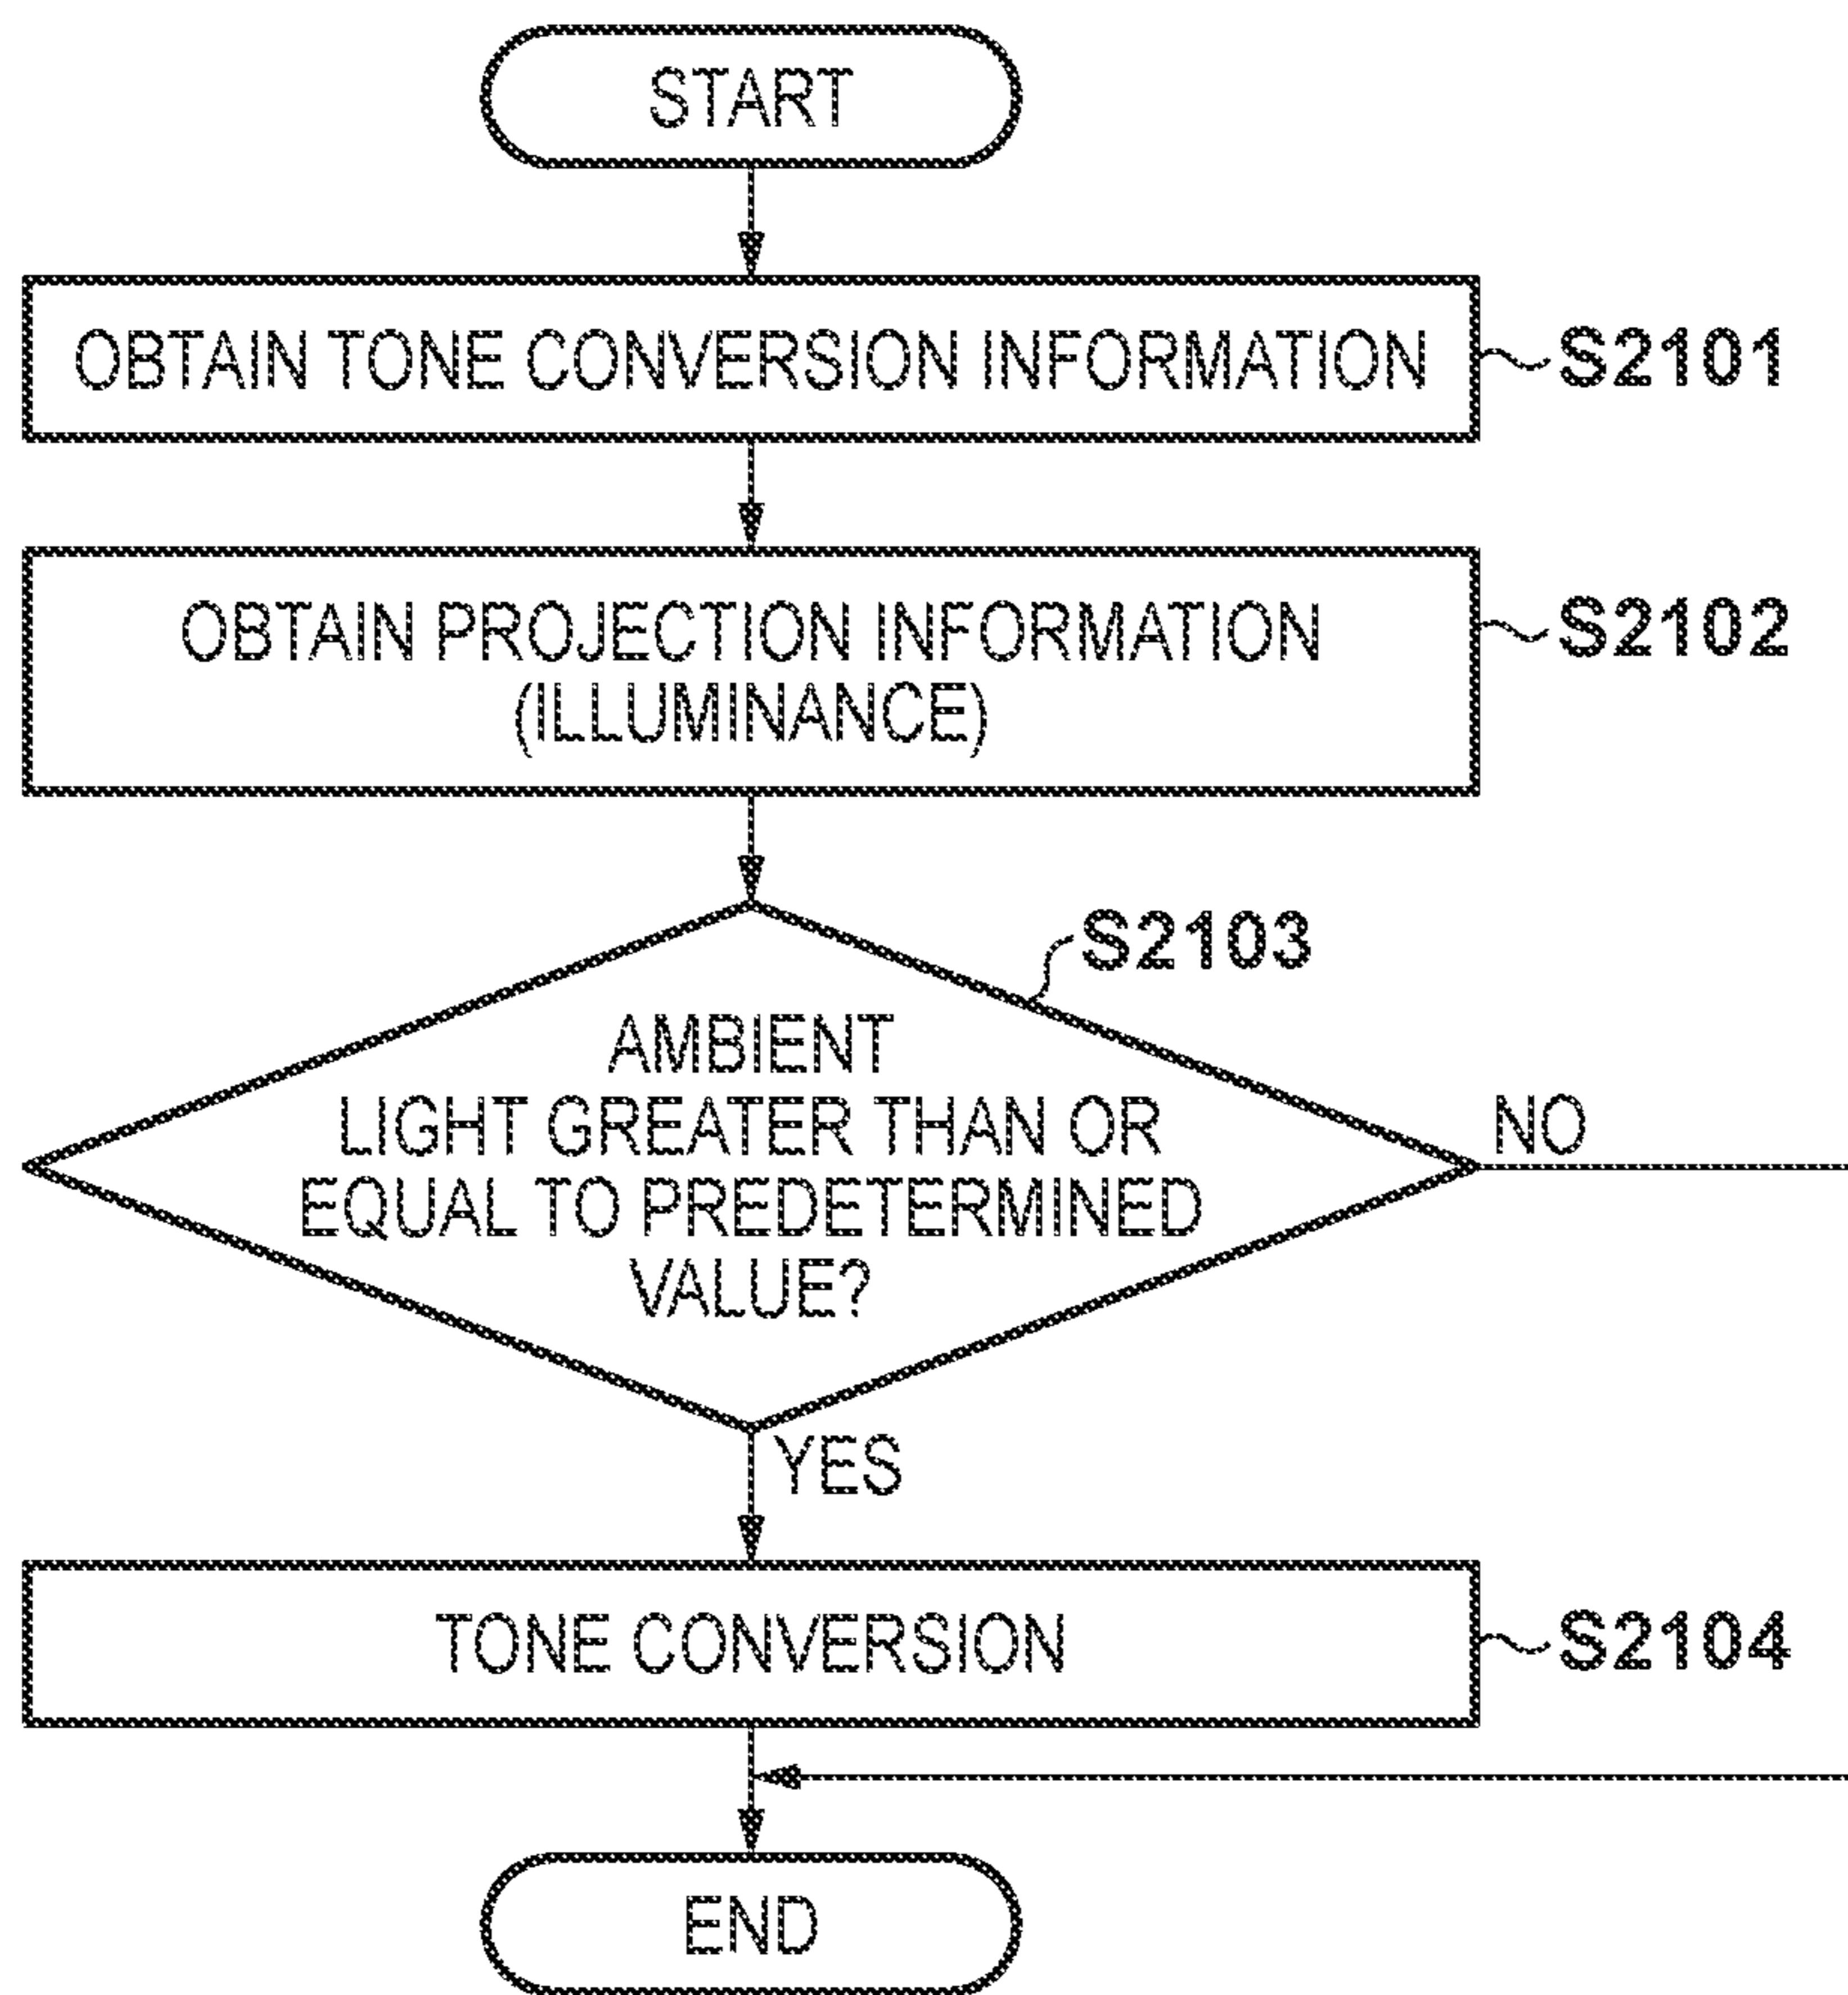 START
OBTAIN TONE CONVERSION INFORMATION
S2101
OBTAIN PROJECTION INFORMATION
(ILLUMINANCE)
S2102
S2103
AMBIENT
LIGHT GREATER THAN OR
EQUAL TO PREDETERMINED
VALUE?
NO
YES
TONE CONVERSION
S2104
END